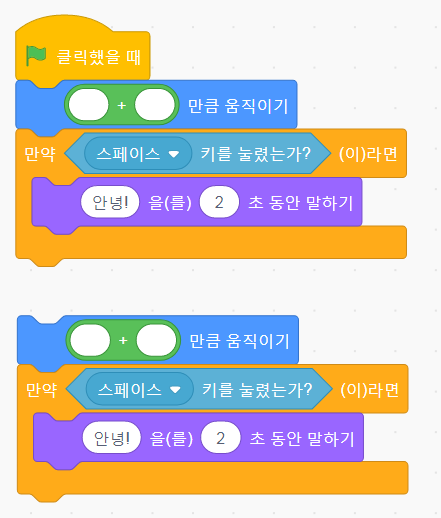 클릭했을 때
+ 만큼 움직이기
만약 스페이스 키를 눌렀는가? (이)라면
안녕! 을(를) 2 초 동안 말하기
+ 만큼 움직이기
만약 스페이스 키를 눌렀는가? (이)라면
안녕! 을(를) 2 초 동안 말하기